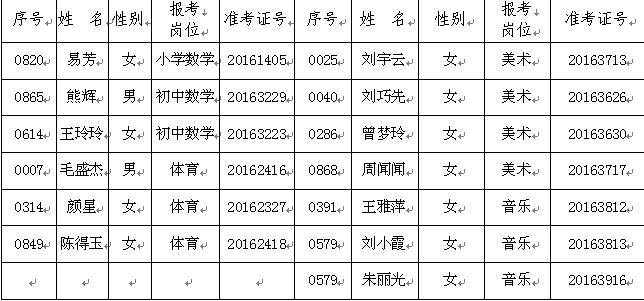 序号 姓 名 性别 报考岗位 准考证号 序号 姓 名 性别 报考岗位 准考证号
0820 易芳 女 小学数学 20161405 0025 刘宇云 女 美术 20163713
0865 熊辉 男 初中数学 20163229 0040 刘巧先 女 美术 20163626
0614 王玲玲 女 初中数学 20163223 0286 曾梦玲 女 美术 20163630
0007 毛盛杰 男 体育 20162416 0868 周闻闻 女 美术 20163717
0314 颜星 女 体育 20162327 0391 王雅萍 女 音乐 20163812
0849 陈得玉 女 体育 20162418 0579 刘小霞 女 音乐 20163813
0579 朱丽光 女 音乐 20163916